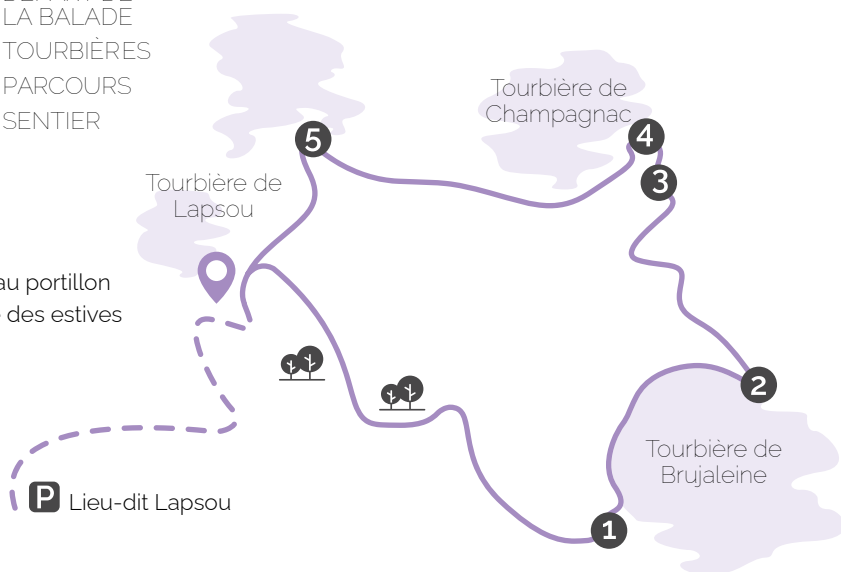 LA BALADE
TOURBIÈRES
PARCOURS
SENTIER
Tourbière de
Champagnac
5
4
3
Tourbière de
Lapsou
au portillon
des estives
2
Tourbière de
Brujaleine
P Lieu-dit Lapsou
1